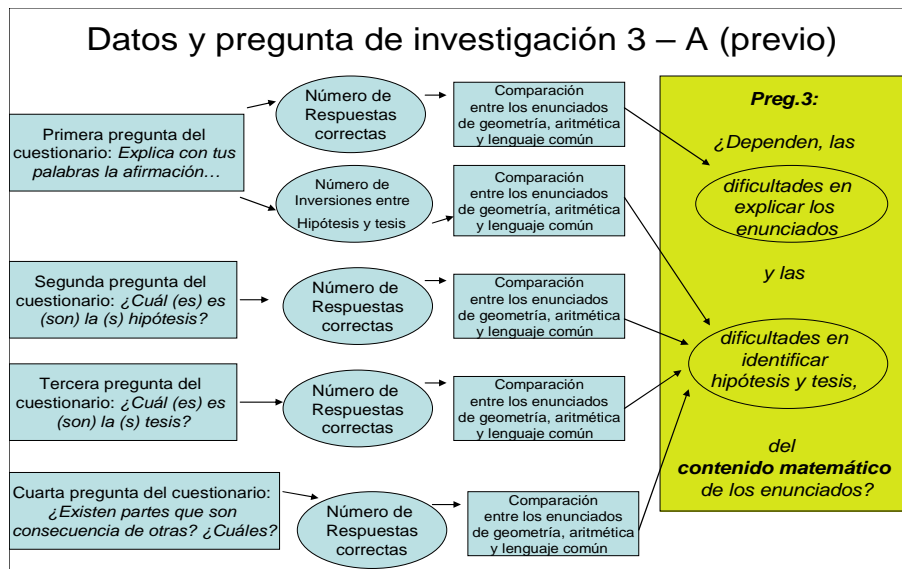 Datos y pregunta de investigación 3 – A (previo)
Primera pregunta del
cuestionario: Explica con tus
palabras la afirmación…
Número de
Respuestas
correctas
Comparación
entre los enunciados
de geometría, aritmética
y lenguaje común
Número de
Inversiones entre
Hipótesis y tesis
Comparación
entre los enunciados
de geometría, aritmética
y lenguaje común
Segunda pregunta del
cuestionario: ¿Cuál (es) es
(son) la (s) hipótesis?
Número de
Respuestas
correctas
Comparación
entre los enunciados
de geometría, aritmética
y lenguaje común
Tercera pregunta del
cuestionario: ¿Cuál (es) es
(son) la (s) tesis?
Número de
Respuestas
correctas
Comparación
entre los enunciados
de geometría, aritmética
y lenguaje común
Cuarta pregunta del cuestionario:
¿Existen partes que son
consecuencia de otras? ¿Cuáles?
Número de
Respuestas
correctas
Comparación
entre los enunciados
de geometría, aritmética
y lenguaje común
Preg.3:
¿Dependen, las
dificultades en
explicar los
enunciados
y las
dificultades en
identificar
hipótesis y tesis,
del
contenido matemático
de los enunciados?